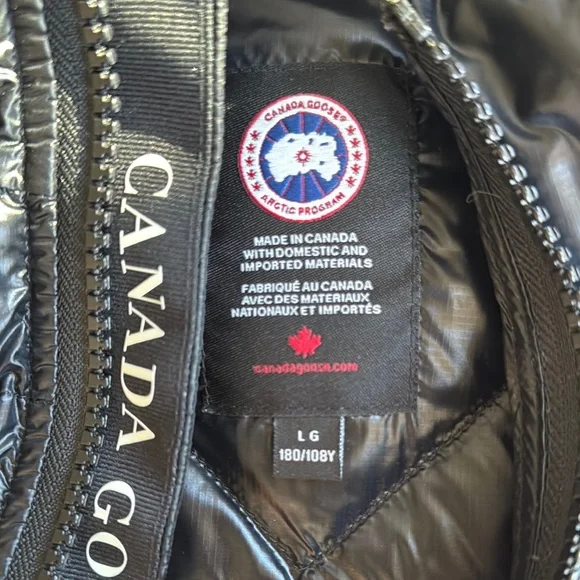 CANADA GO
CANADA GOOSE®
ARCTIC PROGRAM
MADE IN CANADA
WITH DOMESTIC AND
IMPORTED MATERIALS
FABRIQUÉ AU CANADA
AVEC DES MATERIAUX
NATIONAUX ET IMPORTÉS
canadagoose.com
L G
180/108Y